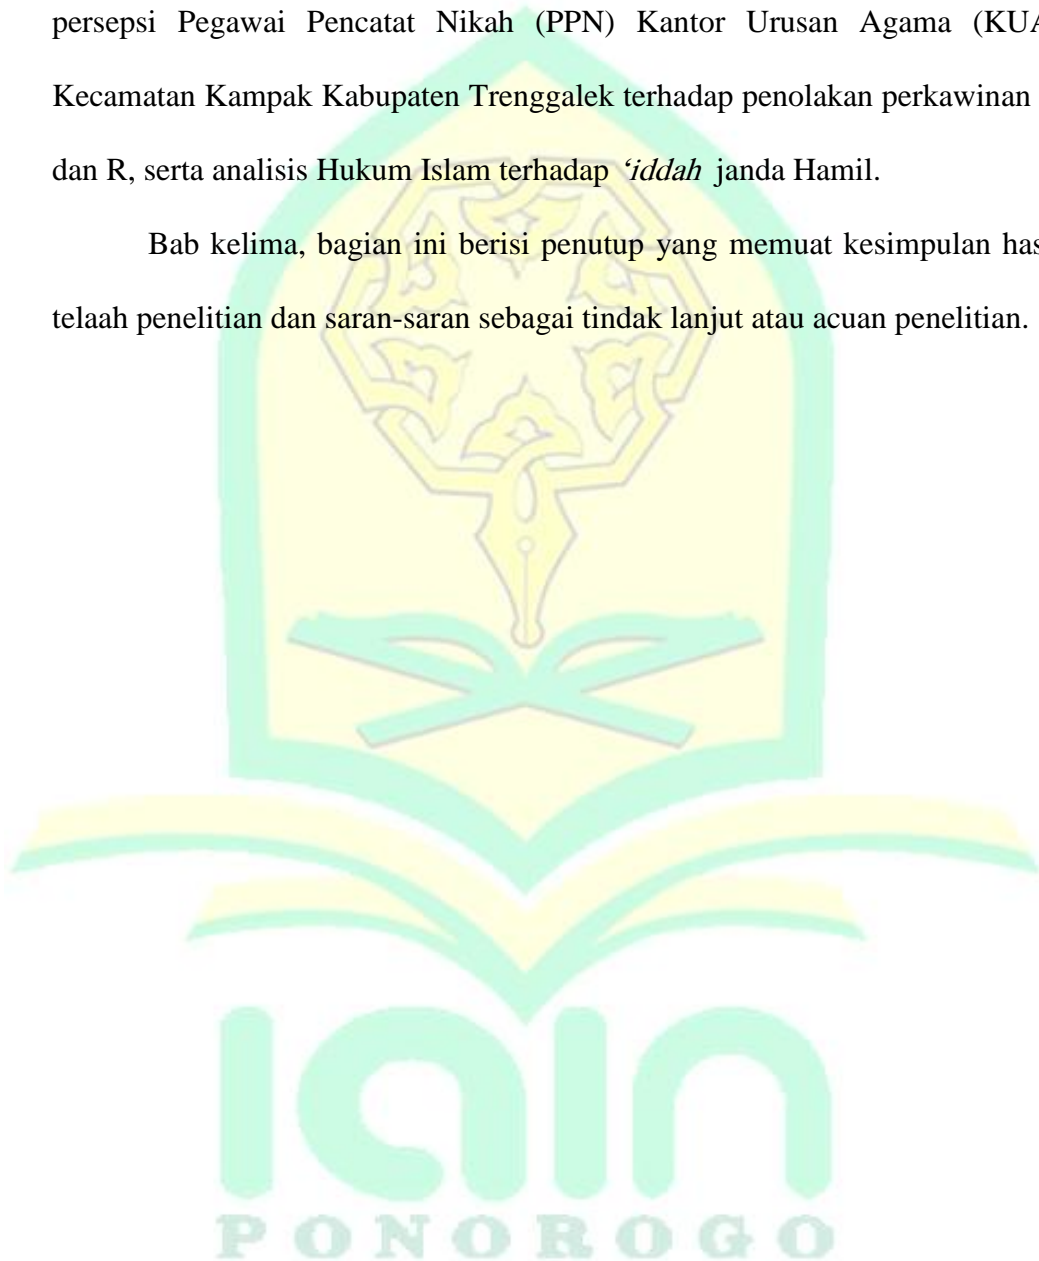 persepsi Pegawai Pencatat Nikah (PPN) Kantor Urusan Agama (KUA
Kecamatan Kampak Kabupaten Trenggalek terhadap penolakan perkawinan
dan R, serta analisis Hukum Islam terhadap ‘iddah janda Hamil.
Bab kelima, bagian ini berisi penutup yang memuat kesimpulan has
telaah penelitian dan saran-saran sebagai tindak lanjut atau acuan penelitian.
iain
PONOROGO